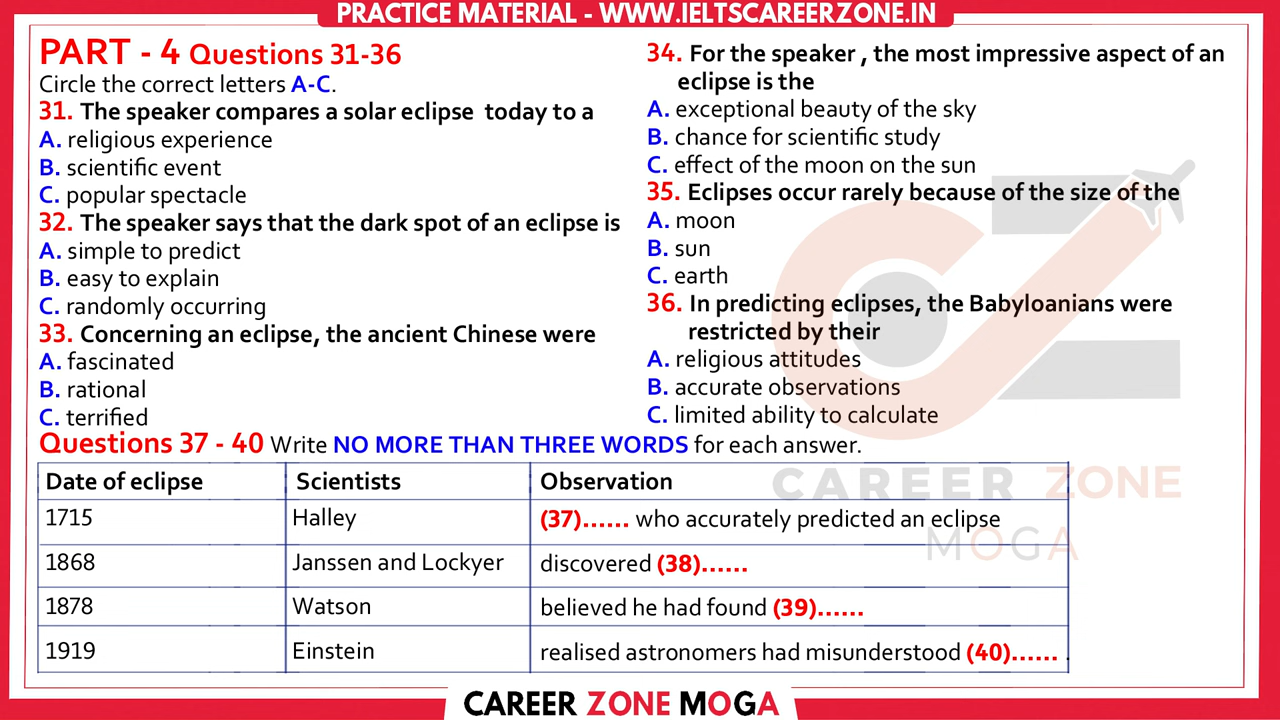 PRACTICE MATERIAL - WWW.IELTSCAREERZONE.IN
PART - 4 Questions 31-36
Circle the correct letters A-C.
31. The speaker compares a solar eclipse today to a
A. religious experience
B. scientific event
C. popular spectacle
32. The speaker says that the dark spot of an eclipse is
A. simple to predict
B. easy to explain
C. randomly occurring
33. Concerning an eclipse, the ancient Chinese were
A. fascinated
B. rational
C. terrified
34. For the speaker , the most impressive aspect of an
eclipse is the
A. exceptional beauty of the sky
B. chance for scientific study
C. effect of the moon on the sun
35. Eclipses occur rarely because of the size of the
A. moon
B. sun
C. earth
36. In predicting eclipses, the Babyloanians were
restricted by their
A. religious attitudes
B. accurate observations
C. limited ability to calculate
Questions 37 - 40 Write NO MORE THAN THREE WORDS for each answer.
Date of eclipse Scientists Observation
1715 Halley (37)...... who accurately predicted an eclipse
1868 Janssen and Lockyer discovered (38)......
1878 Watson believed he had found (39)......
1919 Einstein realised astronomers had misunderstood (40)...... .
CAREER ZONE
MOGA
CAREER ZONE MOGA